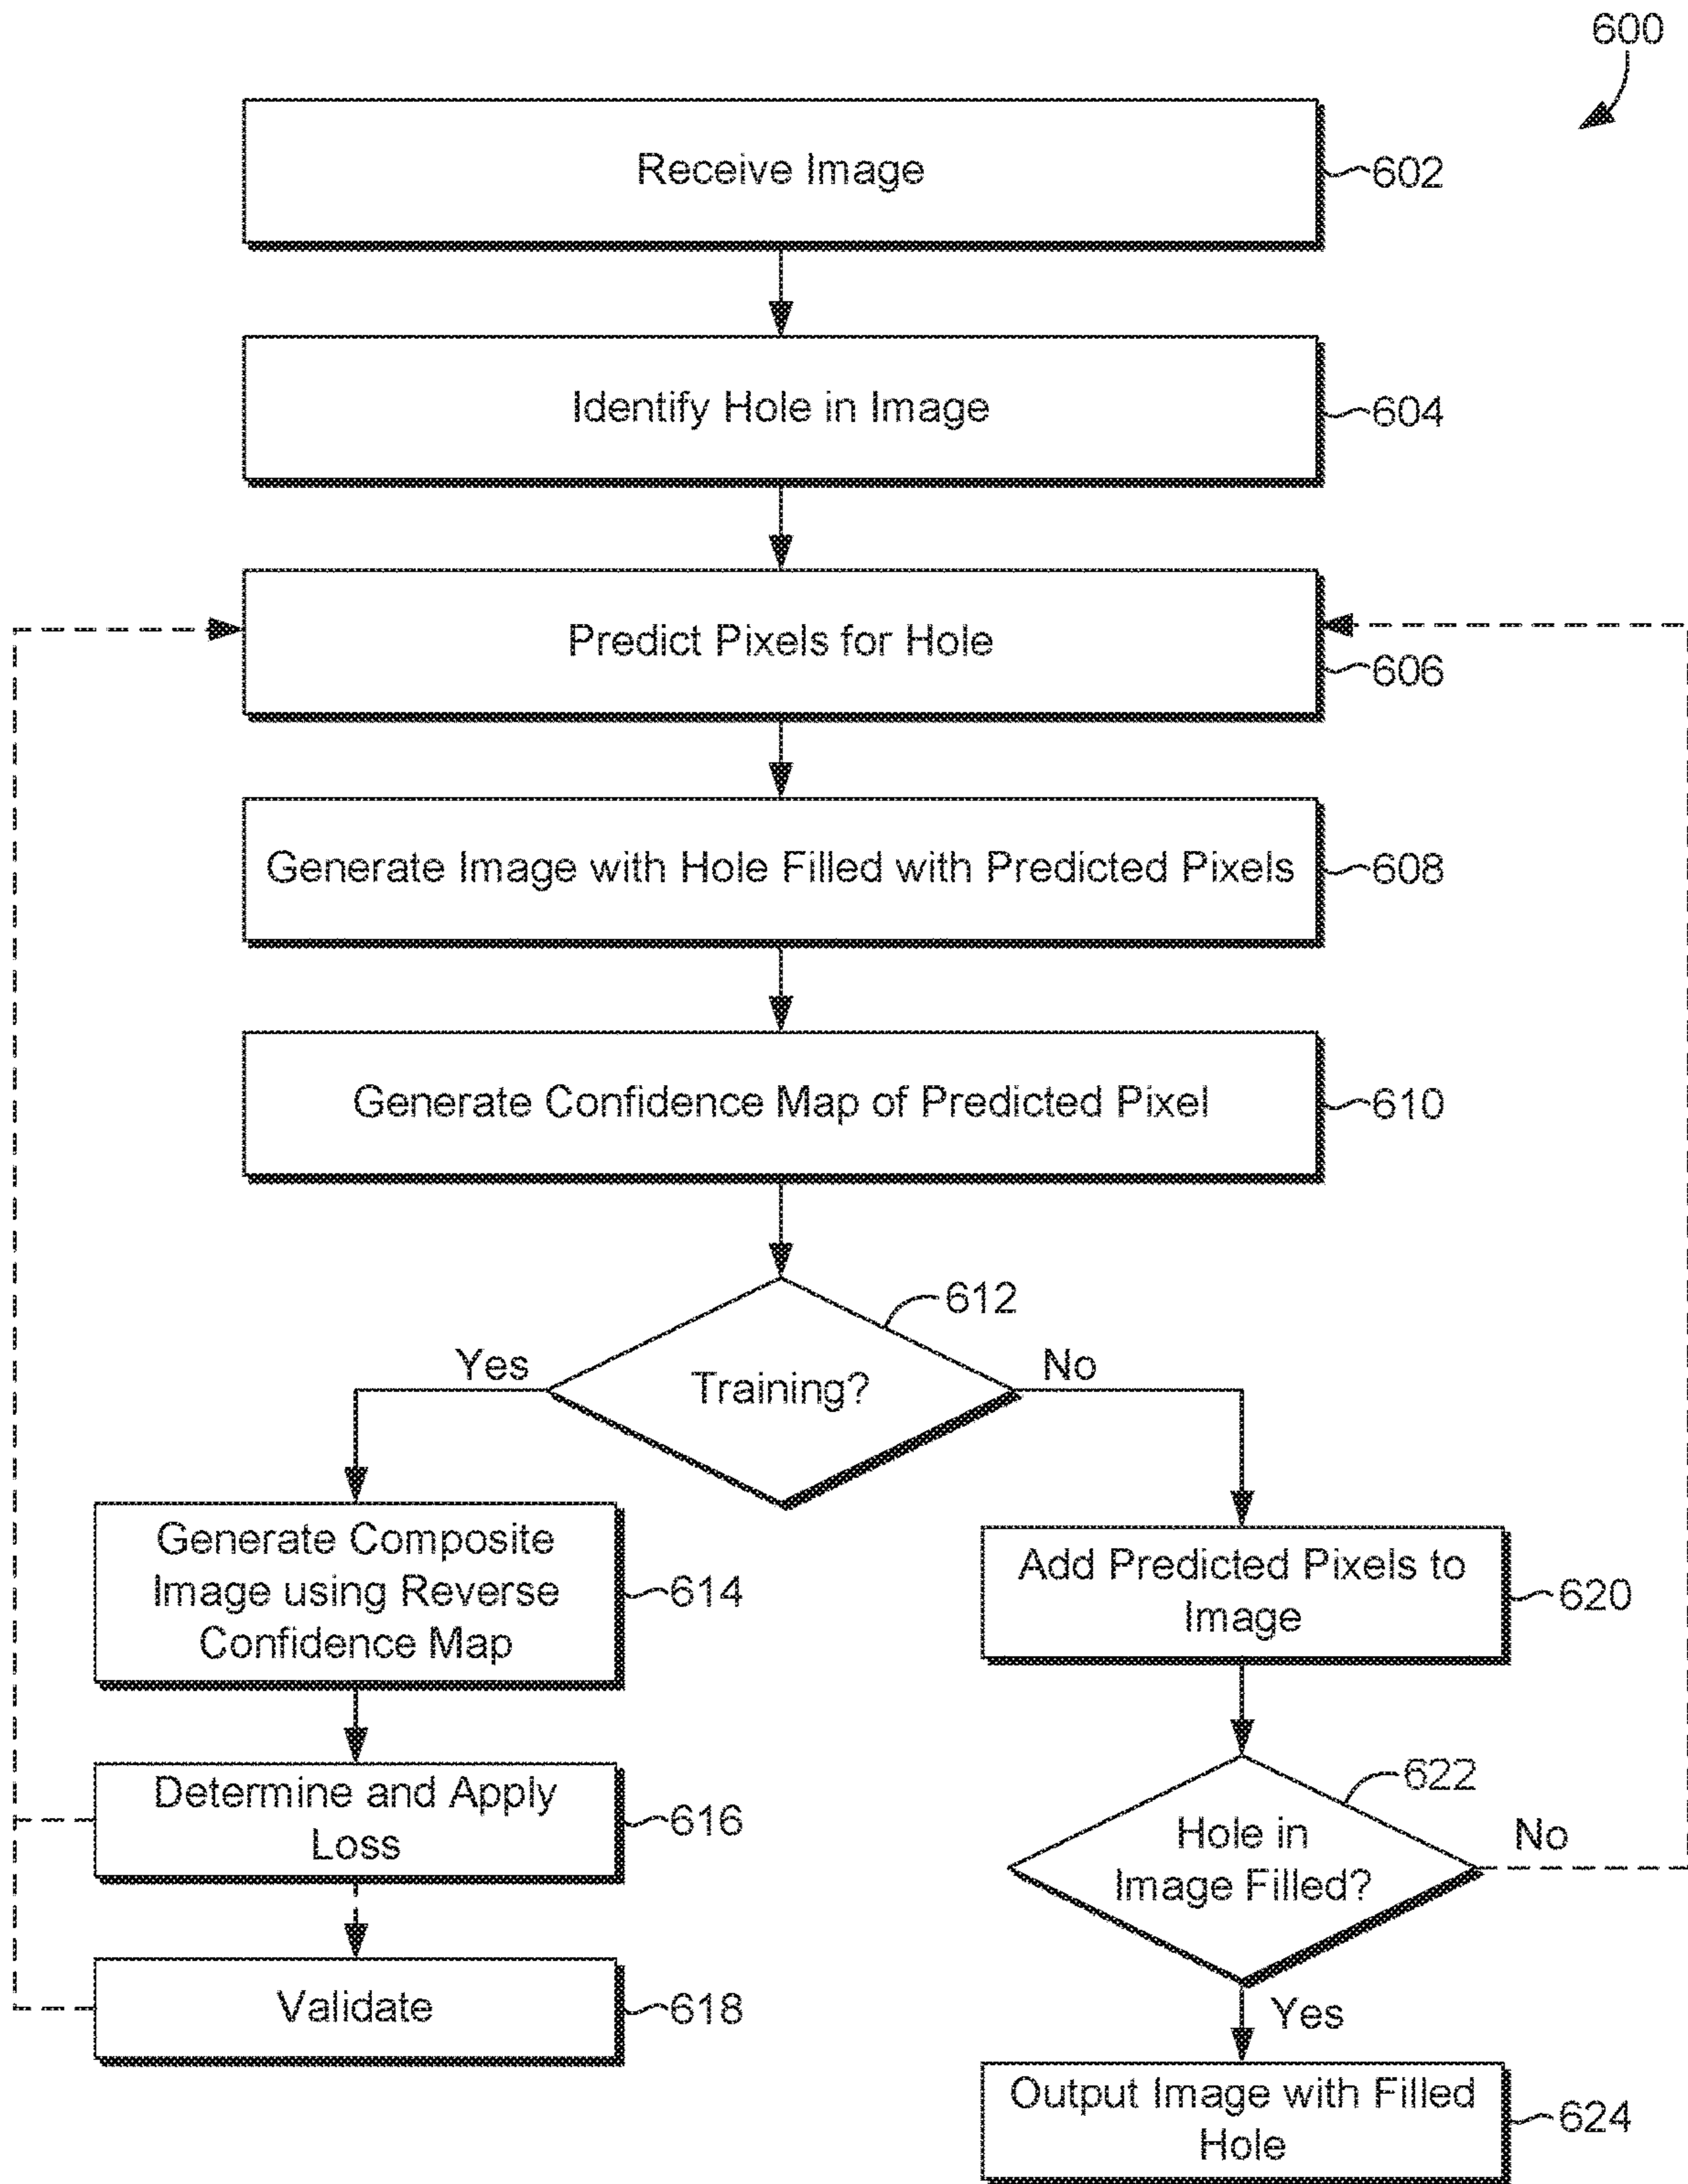 600
Receive Image
602
Identify Hole in Image
604
Predict Pixels for Hole
606
Generate Image with Hole Filled with Predicted Pixels
608
Generate Confidence Map of Predicted Pixel
610
612
Training?
Yes
No
Generate Composite
Image using Reverse
Confidence Map
614
Determine and Apply
Loss
616
Validate
618
Add Predicted Pixels to
Image
620
622
Hole in
Image Filled?
No
Yes
Output Image with Filled
Hole
624